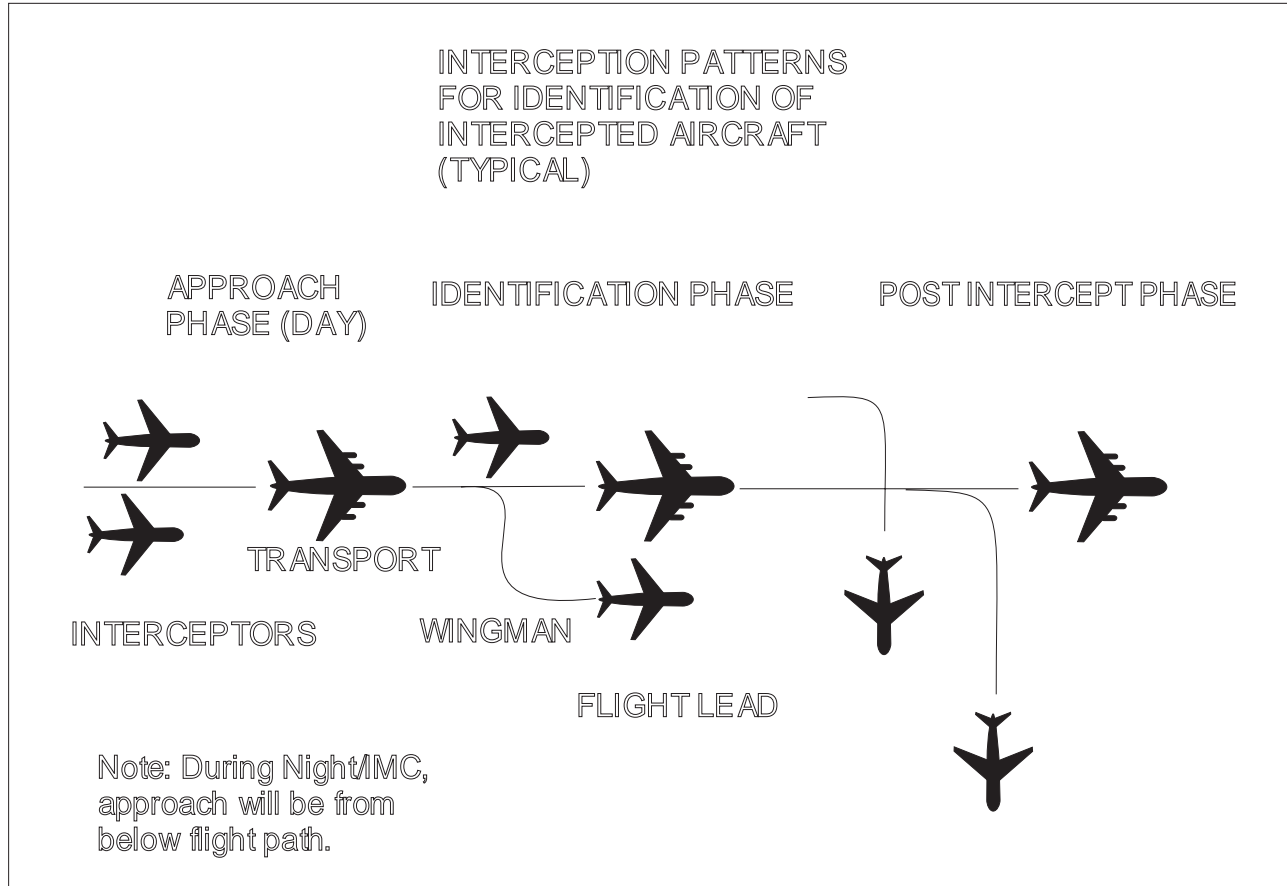 INTERCEPTION PATTERNS
FOR IDENTIFICATION OF
INTERCEPTED AIRCRAFT
(TYPICAL)
APPROACH
PHASE (DAY)
IDENTIFICATION PHASE
POST INTERCEPT PHASE
TRANSPORT
INTERCEPTORS
WINGMAN
FLIGHT LEAD
Note: During Night/IMC,
approach will be from
below flight path.